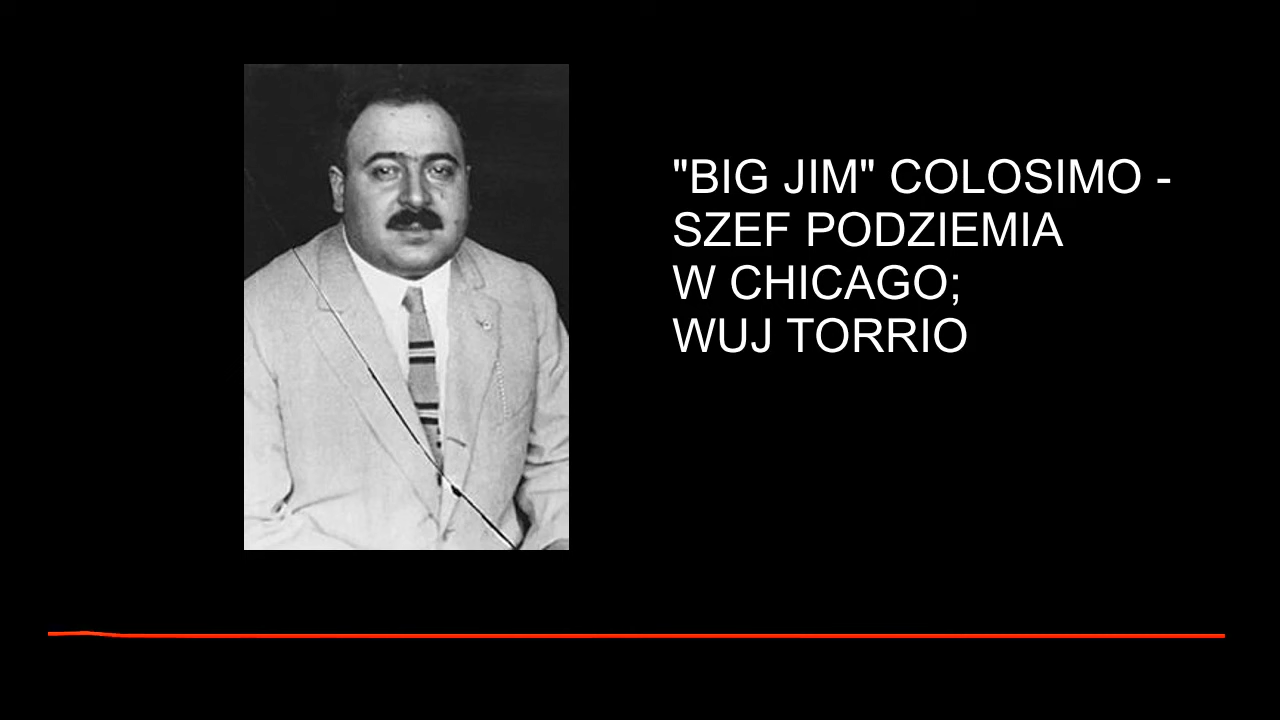 "BIG JIM" COLOSIMO -
SZEF PODZIEMIA
W CHICAGO;
WUJ TORRIO